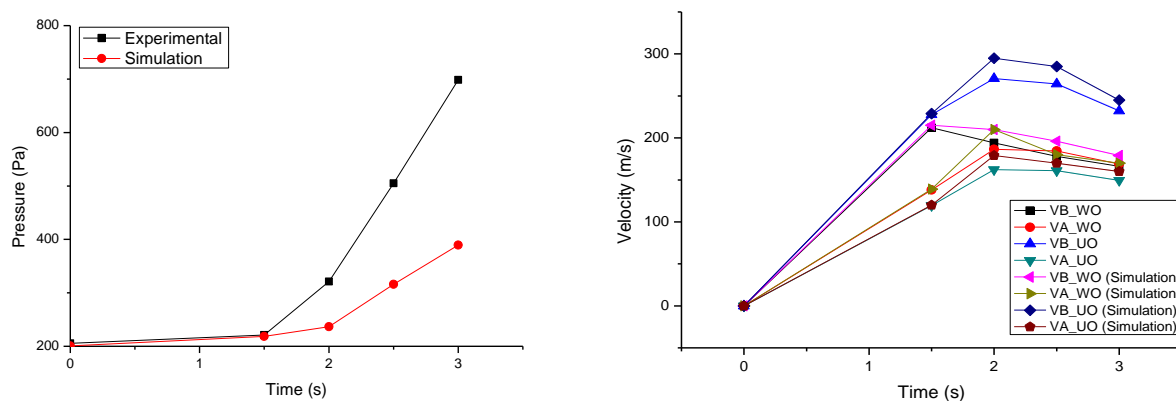 800
600
400
200
Pressure (Pa)
0
1
2
3
Time (s)
Experimental
Simulation
300
200
100
0
Velocity (m/s)
0
1
2
3
Time (s)
VB_WO
VA_WO
VB_UO
VA_UO
VB_WO (Simulation
VA_WO (Simulation
VB_UO (Simulation)
VA_UO (Simulation)